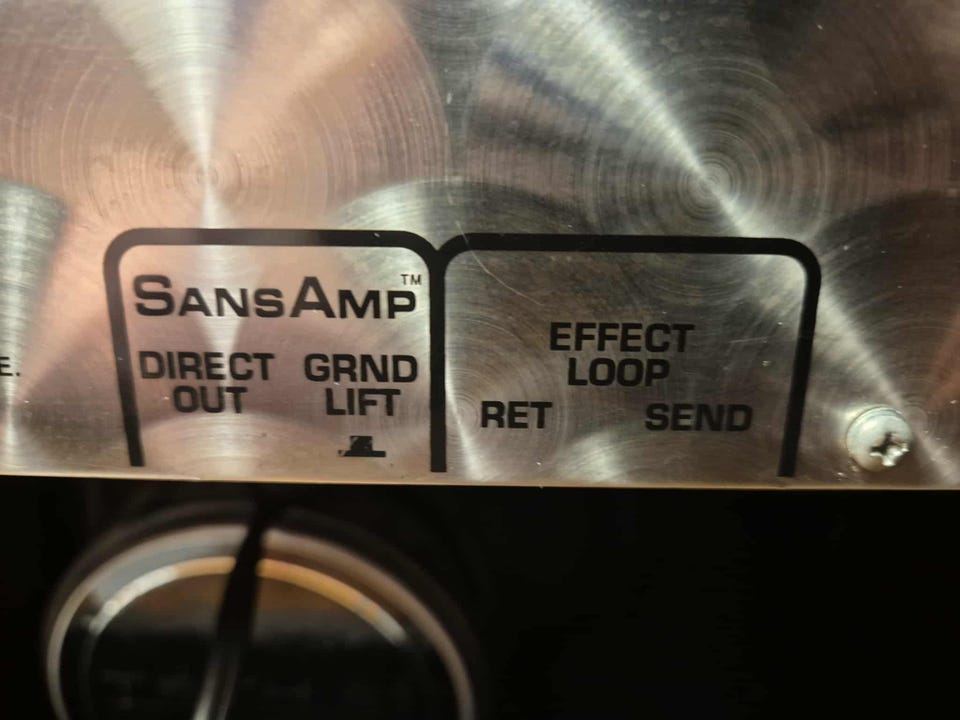 SANSAMP™
DIRECT OUT
GRND LIFT
EFFECT
LOOP
RET SEND
E.